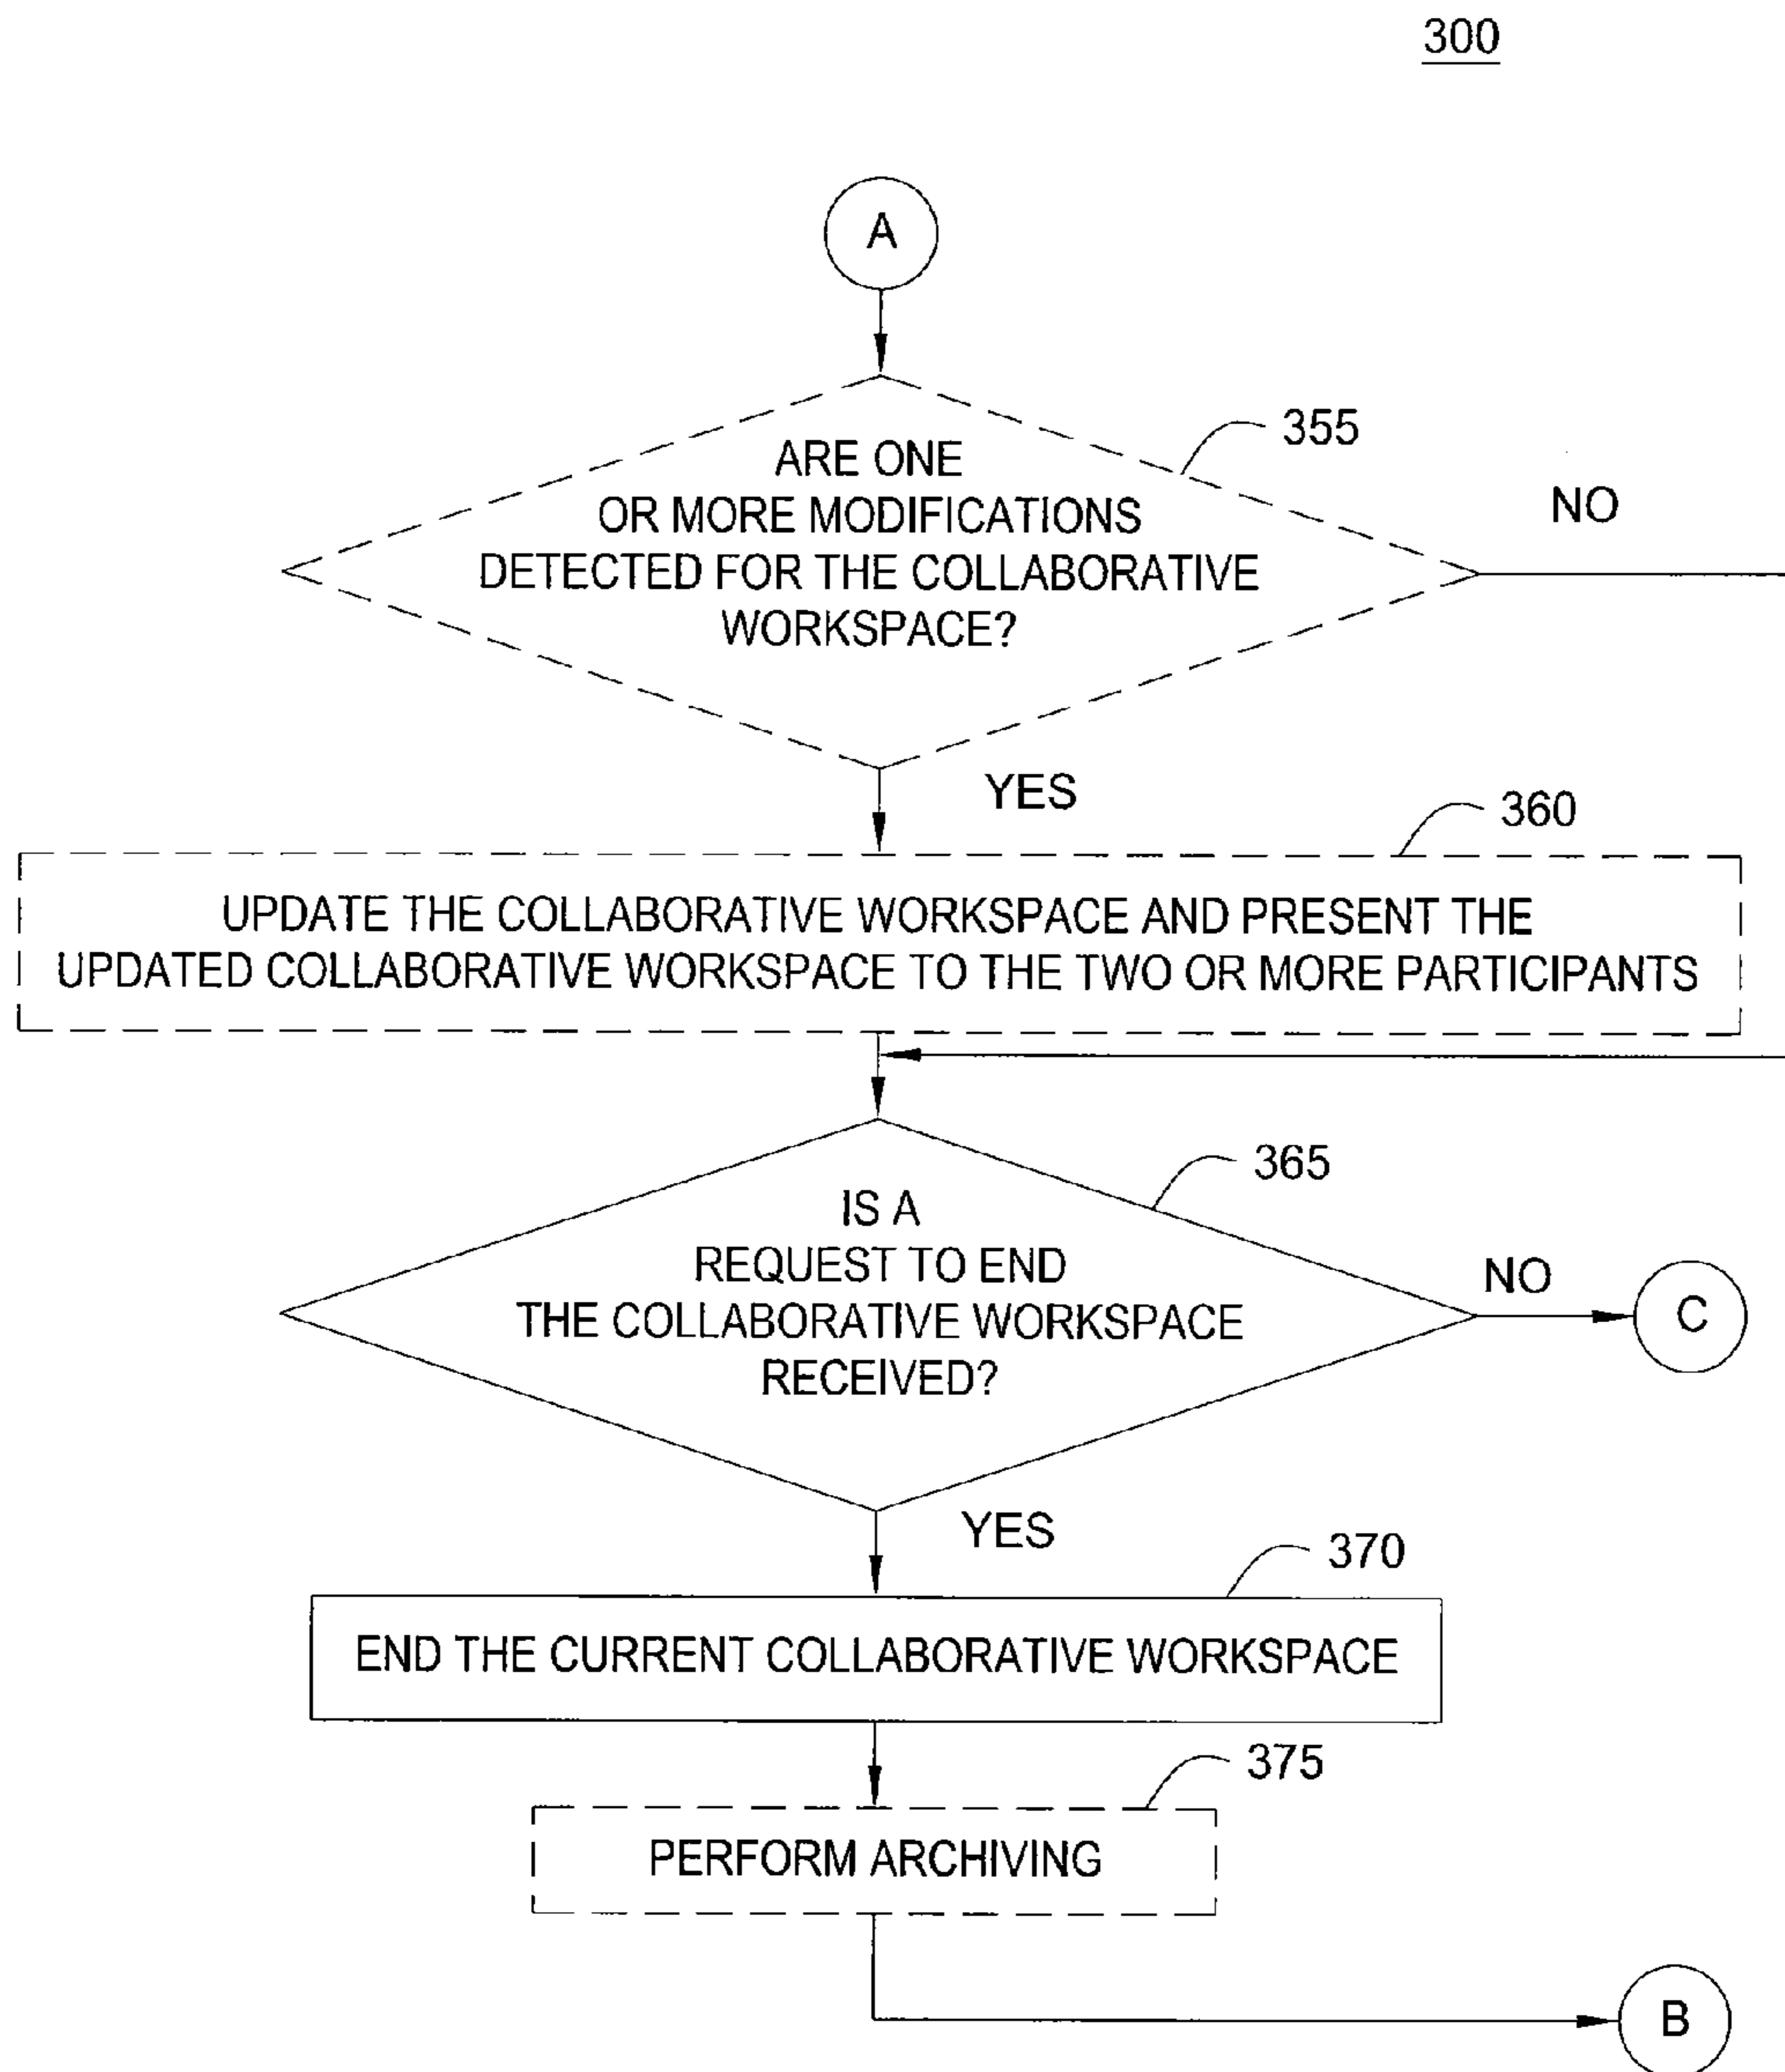 300
A
355
ARE ONE
OR MORE MODIFICATIONS
DETECTED FOR THE COLLABORATIVE
WORKSPACE?
NO
YES
360
UPDATE THE COLLABORATIVE WORKSPACE AND PRESENT THE
UPDATED COLLABORATIVE WORKSPACE TO THE TWO OR MORE PARTICIPANTS
365
IS A
REQUEST TO END
THE COLLABORATIVE WORKSPACE
RECEIVED?
NO
C
YES
370
END THE CURRENT COLLABORATIVE WORKSPACE
375
PERFORM ARCHIVING
B